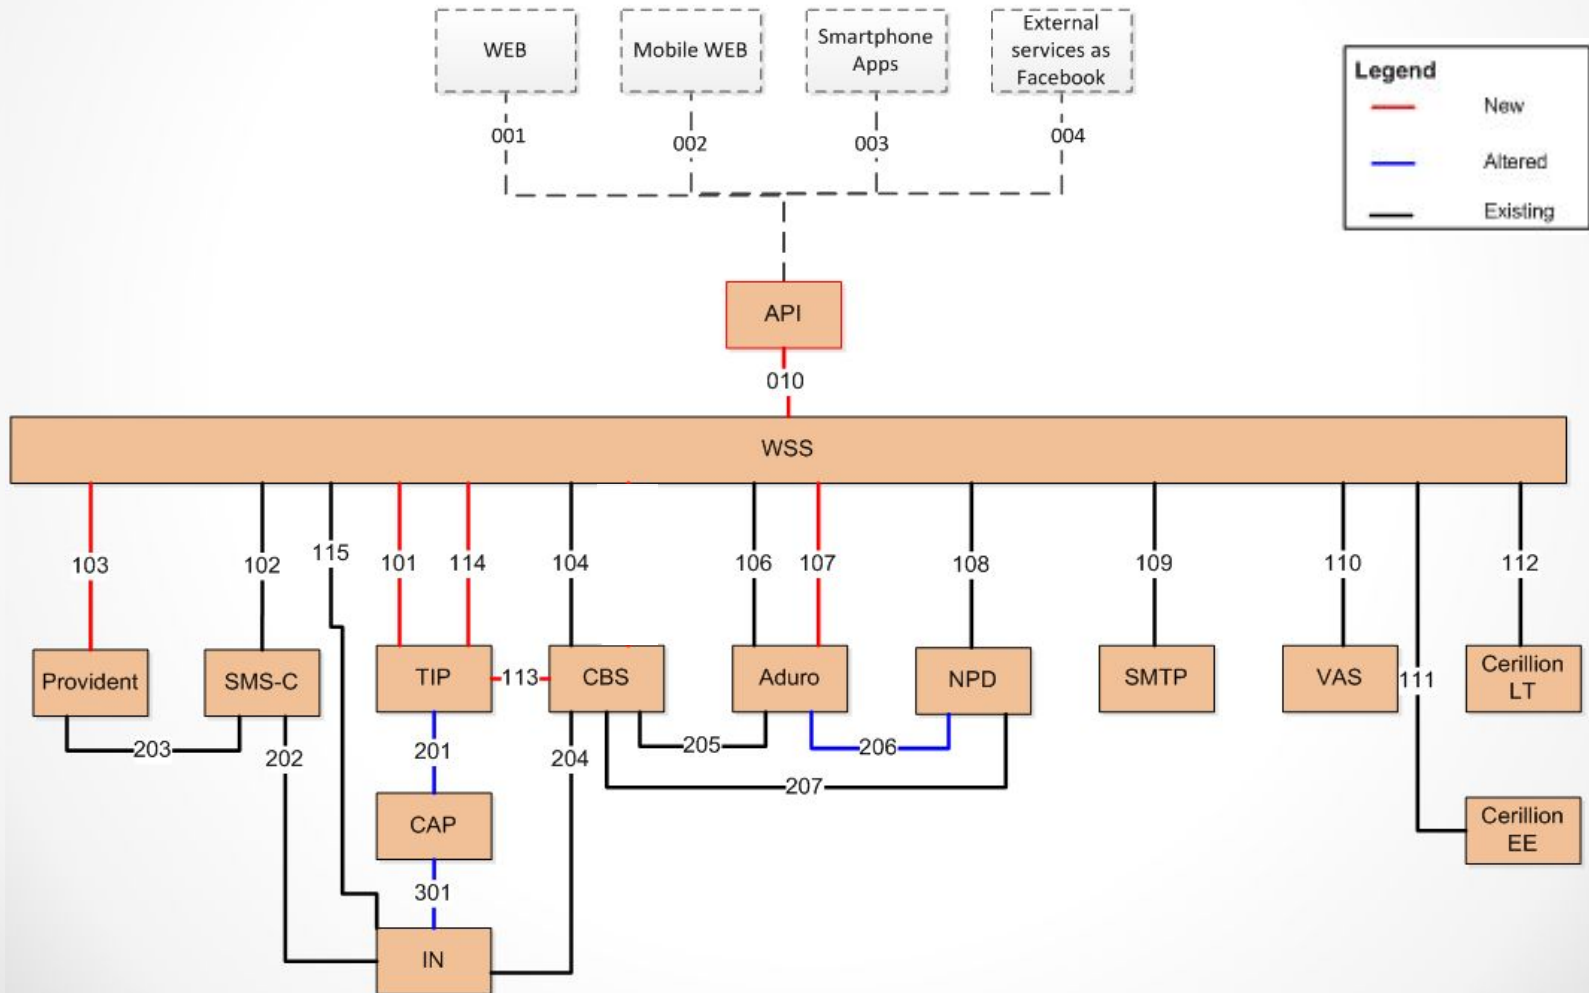 WEB
Mobile WEB
Smartphone
Apps
External
services as
Facebook
Legend
New
Altered
Existing
001
002
003
004
API
010
WSS
103
102
115
101
114
104
106
107
108
109
110
111
112
Provident
SMS-C
TIP
113
CBS
Aduro
NPD
SMTP
VAS
Cerillion
LT
203
202
201
204
205
206
207
CAP
Cerillion
EE
301
IN